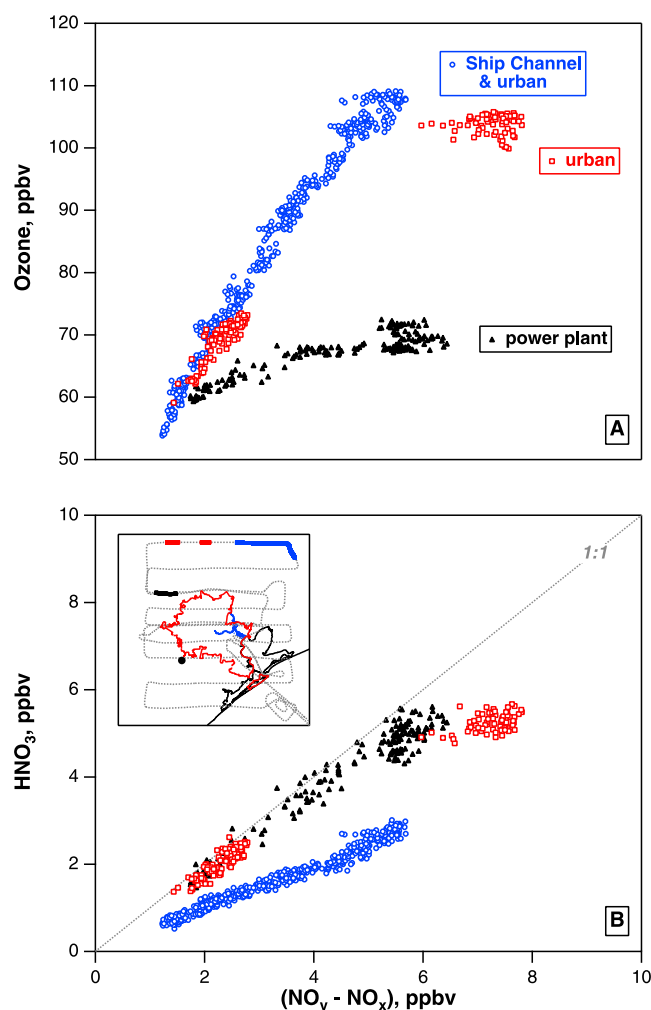 120
110
100
90
80
70
60
50
Ozone, ppbv
Ship Channel
& urban
urban
power plant
A
10
8
6
4
2
0
HNO₃, ppbv
1:1
B
0
2
4
6
8
10
(NOy - NOx), ppbv